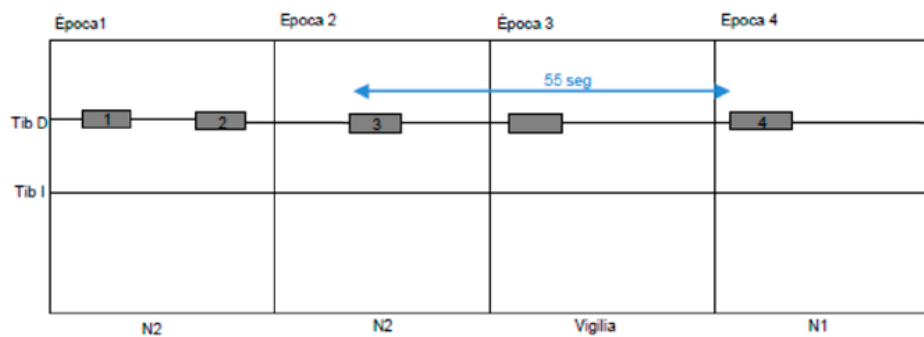 Época1 Epoca 2 Época 3 Epoca 4
55 seg
Tib D 1 2 3 4
Tib I
N2 N2 Vigilia N1